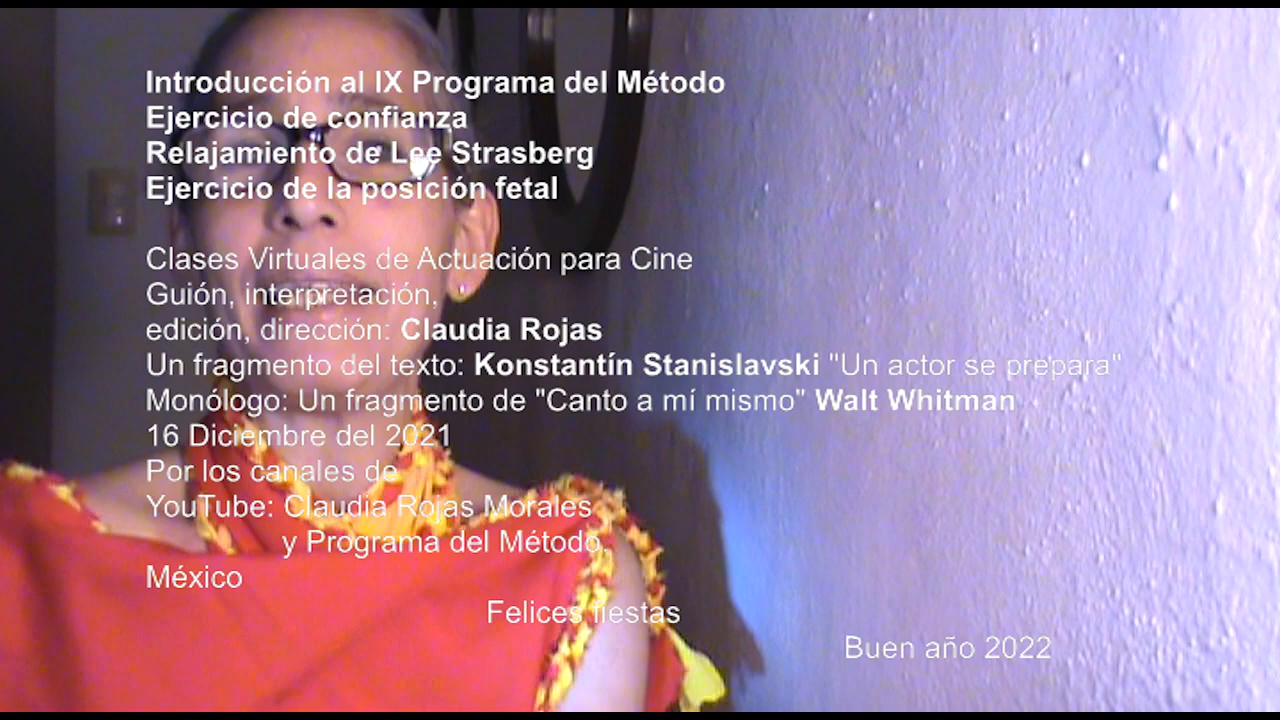 Introducción al IX Programa del Método
Ejercicio de confianza
Relajamiento de Lee Strasberg
Ejercicio de la posición fetal
Clases Virtuales de Actuación para Cine
Guión, interpretación,
edición, dirección: Claudia Rojas
Un fragmento del texto: Konstantín Stanislavski "Un actor se prepara"
Monólogo: Un fragmento de "Canto a mí mismo" Walt Whitman
16 Diciembre del 2021
Por los canales de
YouTube: Claudia Rojas Morales
y Programa del Método,
México
Felices fiestas
Buen año 2022